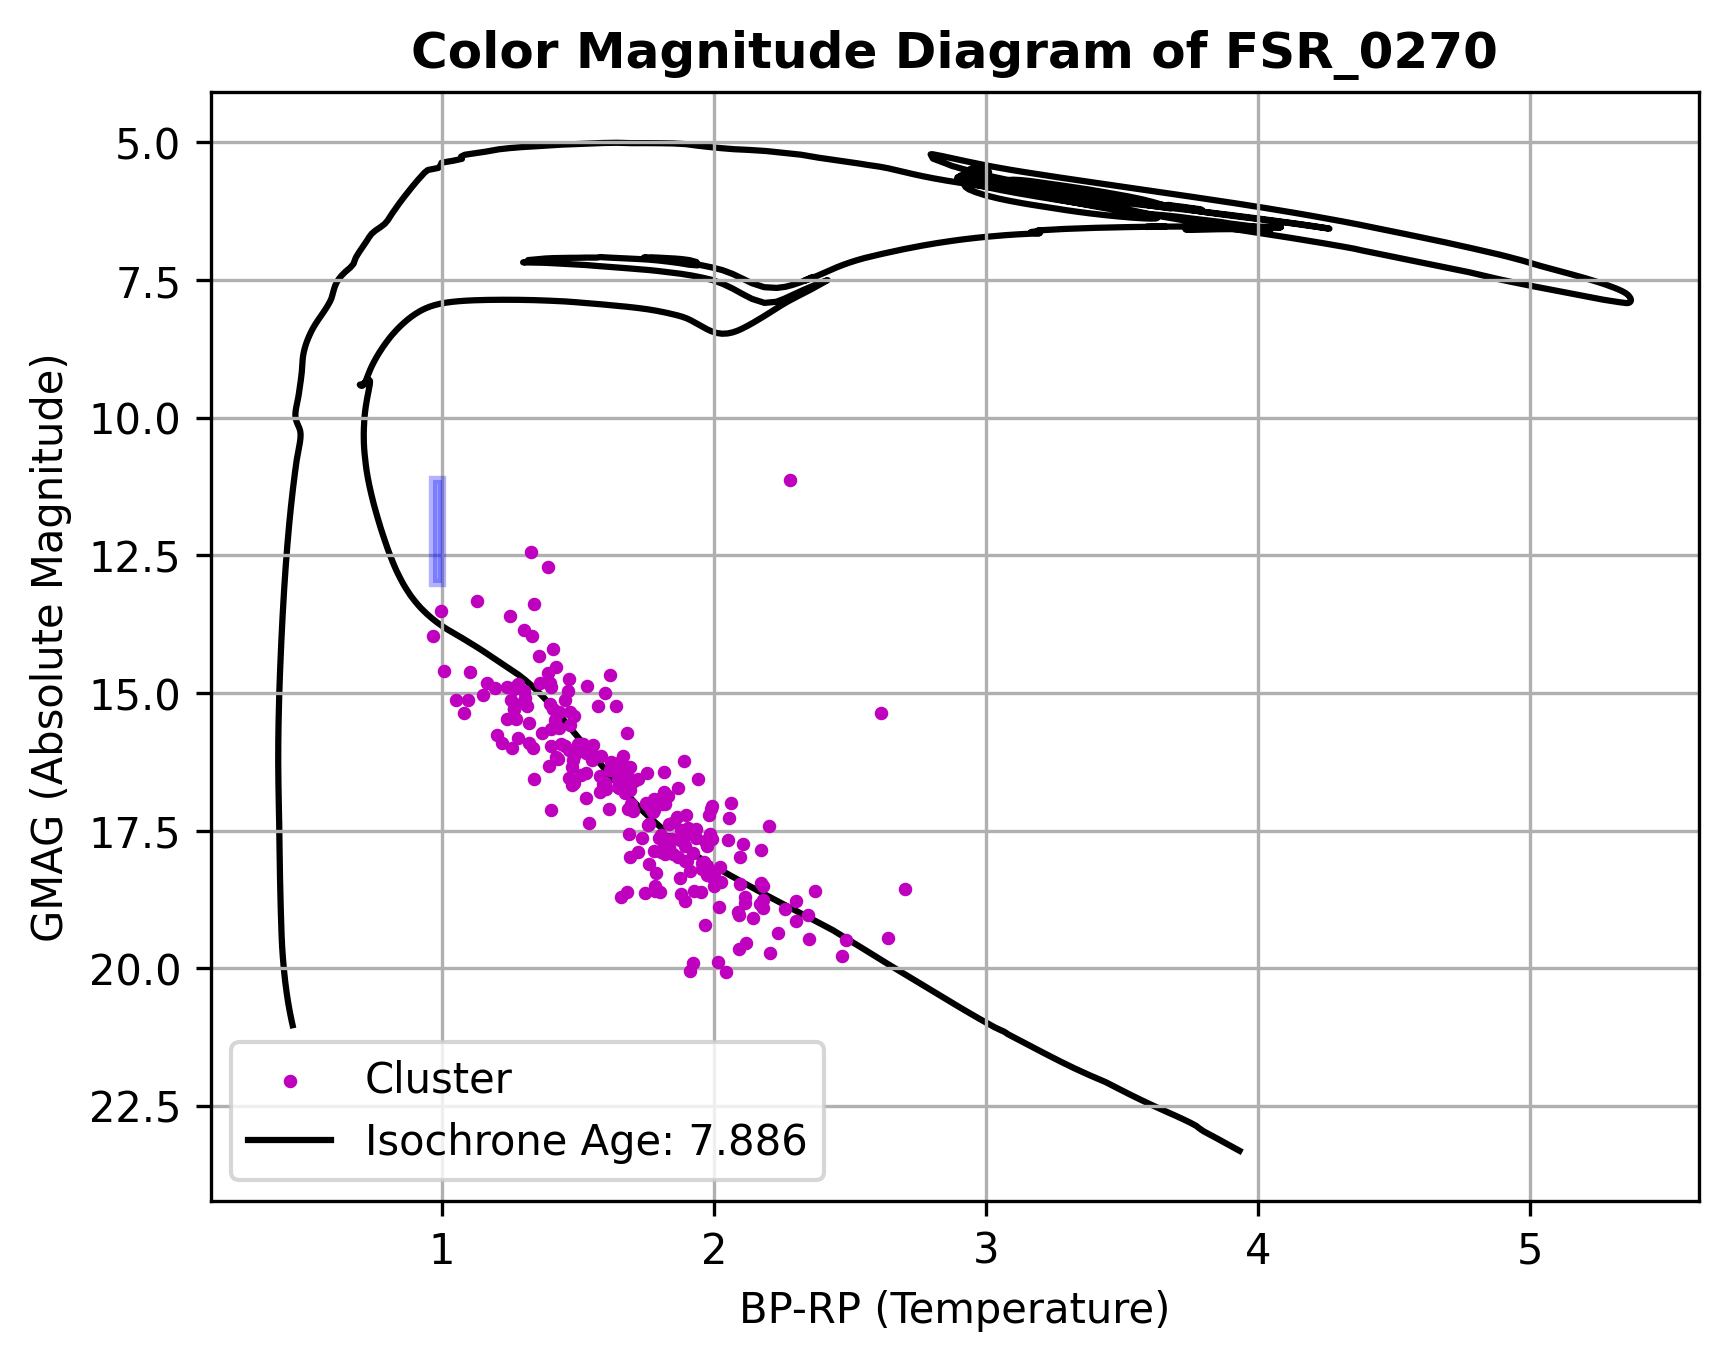 Color Magnitude Diagram of FSR_0270
GMAG (Absolute Magnitude)
5.0
7.5
10.0
12.5
15.0
17.5
20.0
22.5
Cluster
Isochrone Age: 7.886
1 2 3 4 5
BP-RP (Temperature)